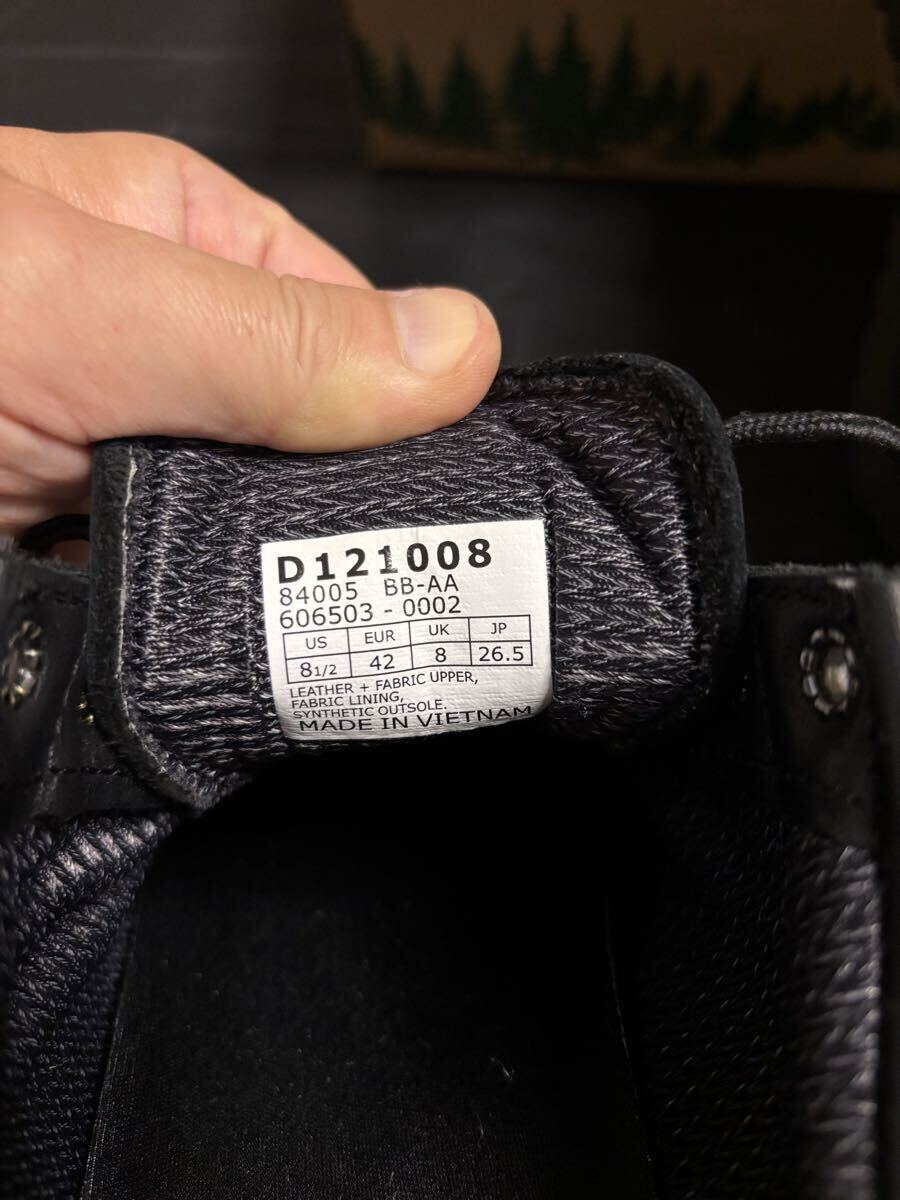 D121008
84005 BB-AA
606503 - 0002
US EUR UK JP
8 1/2 42 8 26.5
LEATHER + FABRIC UPPER,
FABRIC LINING,
SYNTHETIC OUTSOLE.
MADE IN VIETNAM